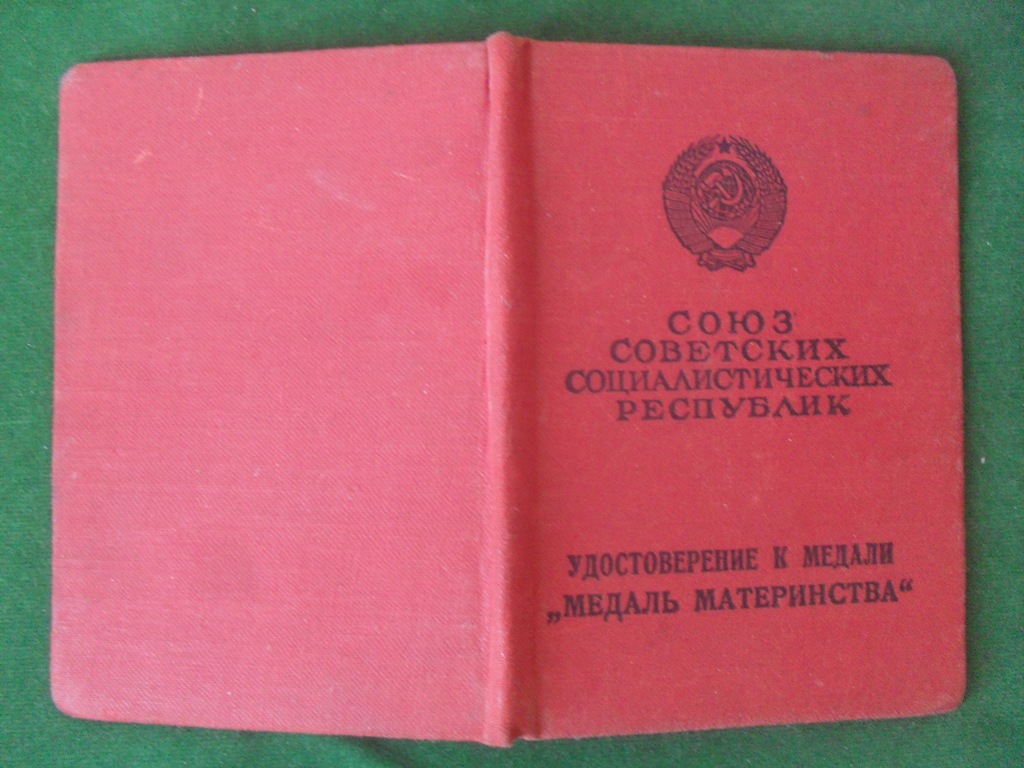 СОЮЗ
СОВЕТСКИХ
СОЦИАЛИСТИЧЕСКИХ
РЕСПУБЛИК
УДОСТОВЕРЕНИЕ К МЕДАЛИ
„МЕДАЛЬ МАТЕРИНСТВА“